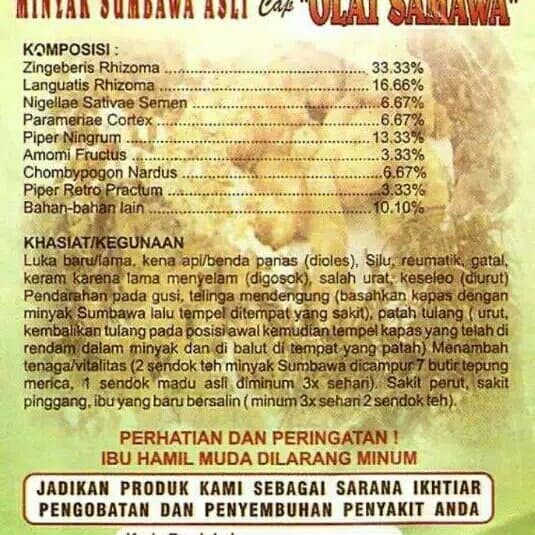 MINYAK SUMBAWA ASLI Cap "OLAT SAMAWA"
KOMPOSISI :
Zingeberis Rhizoma ........ 33.33%
Languatis Rhizoma ........ 16.66%
Nigellae Sativae Semen ........ 6.67%
Parameriae Cortex ........ 6.67%
Piper Ningrum ........ 13.33%
Amomi Fructus ........ 3.33%
Chombypogon Nardus ........ 6.67%
Piper Retro Practum ........ 3.33%
Bahan-bahan lain ........ 10.10%
KHASIAT/KEGUNAAN
Luka baru/lama, kena api/benda panas (dioles), Silu, reumatik, gatal,
keram karena lama menyelam (digosok), salah urat, keseleo (diurut)
Pendarahan pada gusi, telinga mendengung (basahkan kapas dengan
minyak Sumbawa lalu tempel ditempat yang sakit), patah tulang ( urut,
kembalikan tulang pada posisi awal kemudian tempel kapas yang telah di
rendam dalam minyak dan di balut di tempat yang patah) Menambah
tenaga/vitalitas (2 sendok teh minyak Sumbawa dicampur 7 butir tepung
merica, 1 sendok madu asli diminum 3x sehari). Sakit perut, sakit
pinggang, ibu yang baru bersalin ( minum 3x sehari 2 sendok teh).
PERHATIAN DAN PERINGATAN !
IBU HAMIL MUDA DILARANG MINUM
JADIKAN PRODUK KAMI SEBAGAI SARANA IKHTIAR
PENGOBATAN DAN PENYEMBUHAN PENYAKIT ANDA